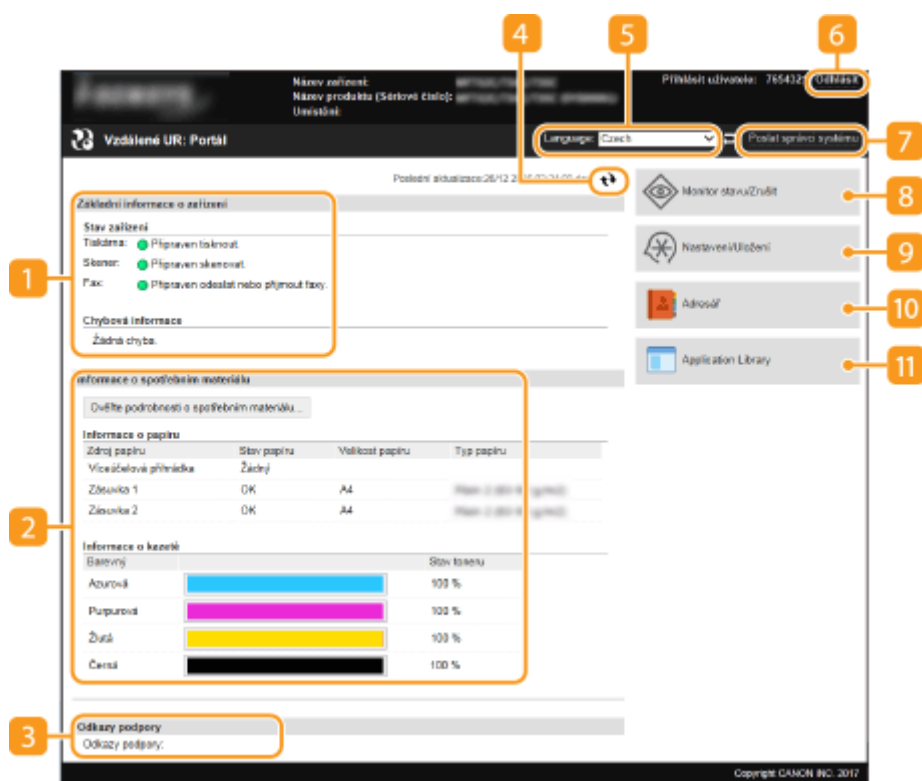 4
5
6
Název zařízení:
Název produktu (Sériové číslo):
Umístění:
Přihlásit uživatele: 765432 Odhlásit
Vzdálené UR: Portál
Language: Czech
Poslat správci systému
7
Poslední aktualizace:
Základní informace o zařízení
Stav zařízení
Tiskárna: Připraven tisknout.
Skener: Připraven skenovat.
Fax: Připraven odeslat nebo přijmout faxy.
1
Chybová informace
Žádná chyba.
Monitor stavu/Zrušit
8
Nastavení/Uložení
9
Adresář
10
Application Library
11
Informace o spotřebním materiálu
Ověřte podrobnosti o spotřebním materiálu...
Informace o papíru
Zdroj papíru Stav papíru Velikost papíru Typ papíru
Víceúčelová přihrádka Žádný
Zásuvka 1 OK A4
Zásuvka 2 OK A4
2
Informace o kazetě
Barevný Stav toneru
Azurová 100 %
Purpurová 100 %
Žlutá 100 %
Černá 100 %
3
Odkazy podpory
Odkazy podpory:
Copyright CANON INC. 2017